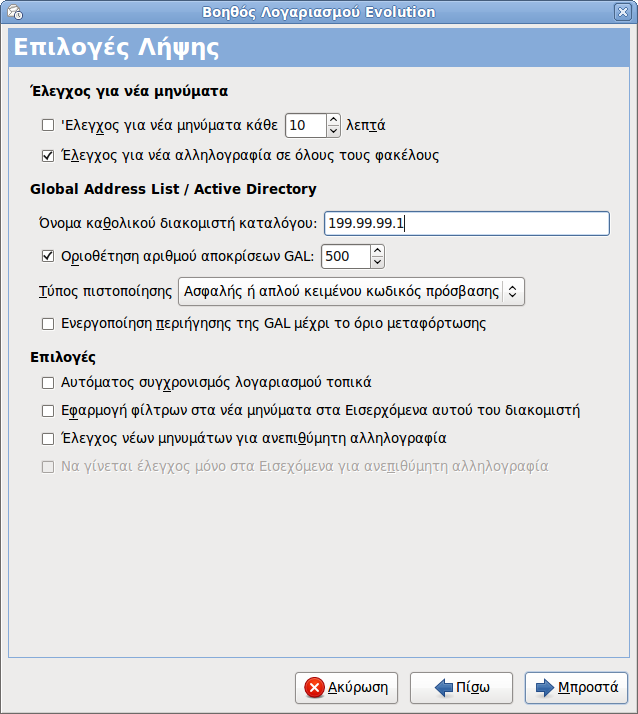 Βοηθός Λογαριασμού Evolution
Επιλογές Λήψης
Έλεγχος για νέα μηνύματα
'Ελεγχος για νέα μηνύματα κάθε 10 λεπτά
Έλεγχος για νέα αλληλογραφία σε όλους τους φακέλους
Global Address List / Active Directory
Όνομα καθολικού διακομιστή καταλόγου: 199.99.99.1
Οριοθέτηση αριθμού αποκρίσεων GAL: 500
Τύπος πιστοποίησης Ασφαλής ή απλού κειμένου κωδικός πρόσβασης
Ενεργοποίηση περιήγησης της GAL μέχρι το όριο μεταφόρτωσης
Επιλογές
Αυτόματος συγχρονισμός λογαριασμού τοπικά
Εφαρμογή φίλτρων στα νέα μηνύματα στα Εισερχόμενα αυτού του διακομιστή
Έλεγχος νέων μηνυμάτων για ανεπιθύμητη αλληλογραφία
Να γίνεται έλεγχος μόνο στα Εισεχόμενα για ανεπιθύμητη αλληλογραφία
Ακύρωση Πίσω Μπροστά